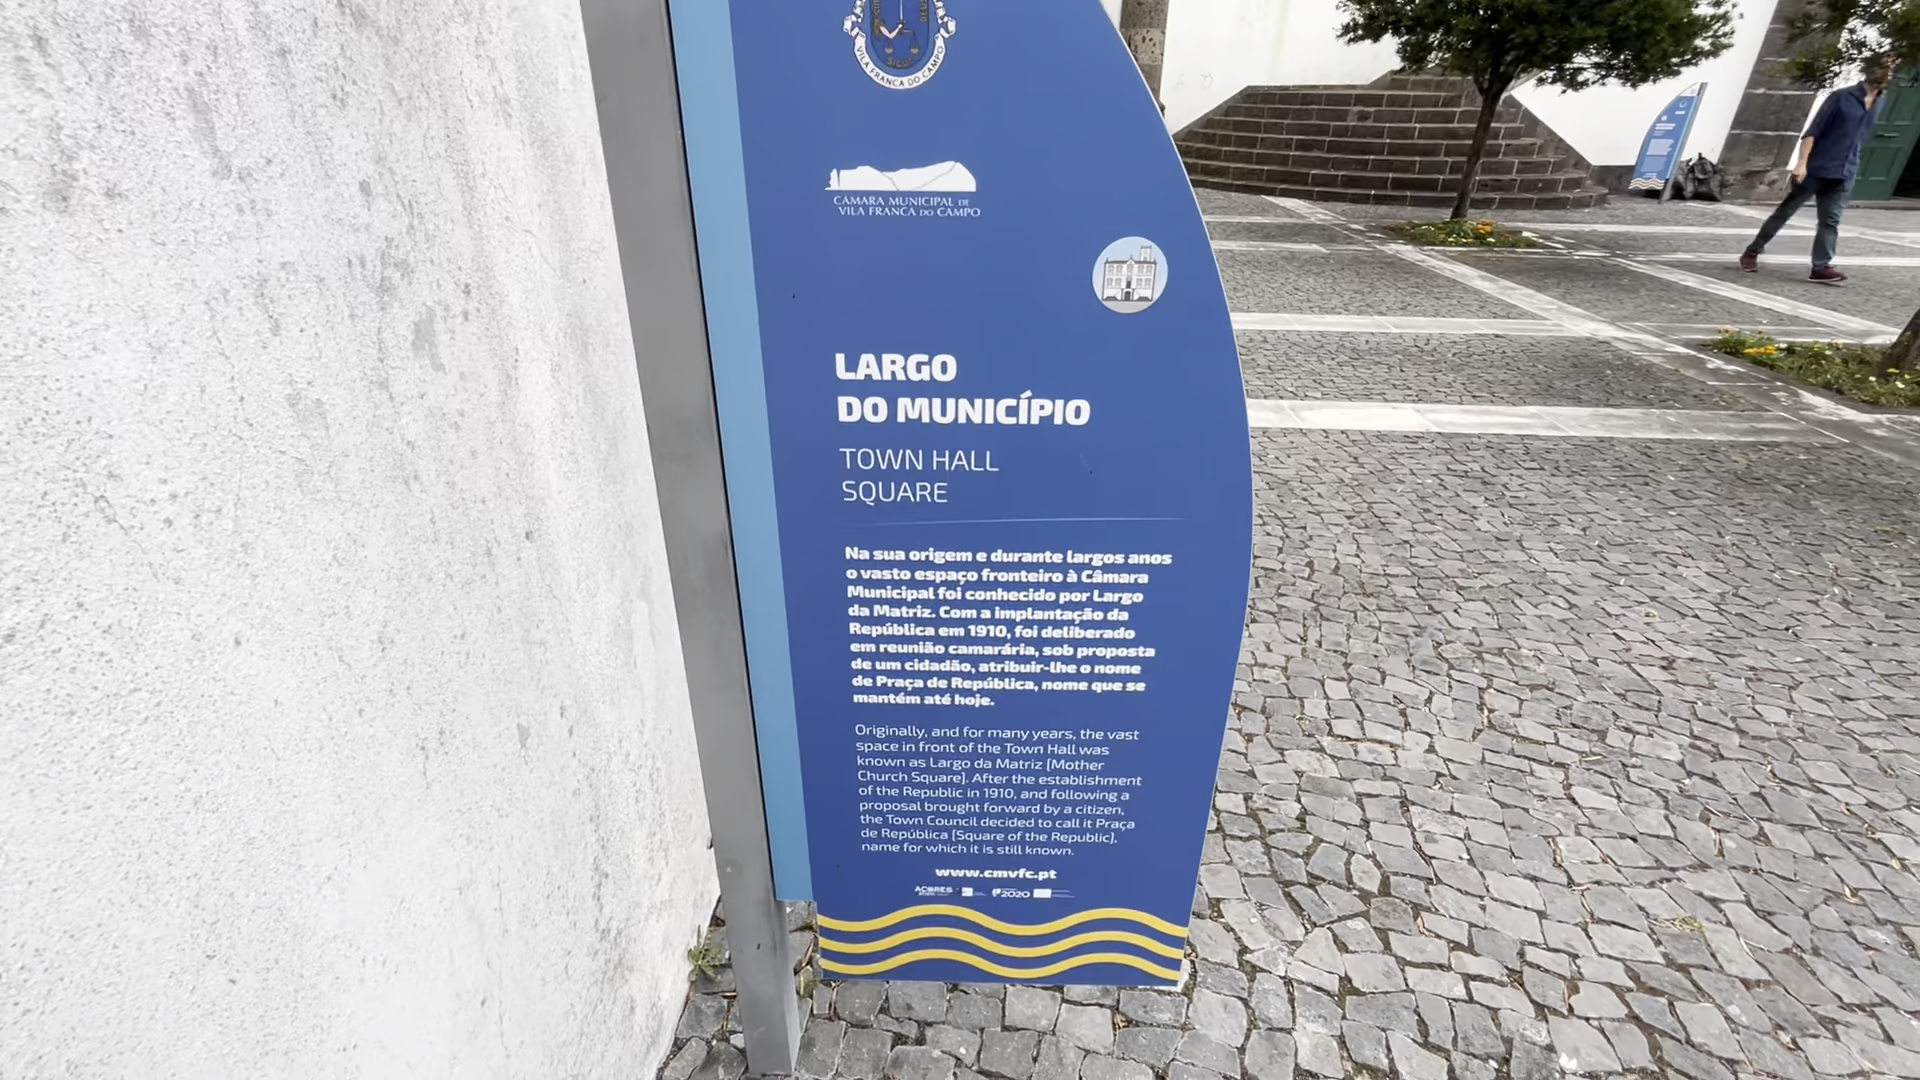 VILA FRANCA DO CAMPO
CÂMARA MUNICIPAL DE
VILA FRANCA DO CAMPO
LARGO
DO MUNICÍPIO
TOWN HALL
SQUARE
Na sua origem e durante largos anos
o vasto espaço fronteiro à Câmara
Municipal foi conhecido por Largo
da Matriz. Com a implantação da
República em 1910, foi deliberado
em reunião camarária, sob proposta
de um cidadão, atribuir-lhe o nome
de Praça de República, nome que se
mantém até hoje.
Originally, and for many years, the vast
space in front of the Town Hall was
known as Largo da Matriz [Mother
Church Square]. After the establishment
of the Republic in 1910, and following a
proposal brought forward by a citizen,
the Town Council decided to call it Praça
de República [Square of the Republic],
name for which it is still known.
www.cmvfc.pt
AÇORES 2020